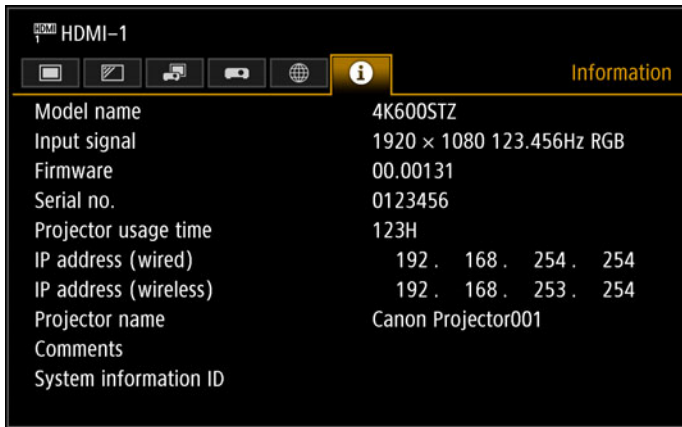 HDMI 1 HDMI-1
Information
Model name 4K600STZ
Input signal 1920 × 1080 123.456Hz RGB
Firmware 00.00131
Serial no. 0123456
Projector usage time 123H
IP address (wired) 192 . 168 . 254 . 254
IP address (wireless) 192 . 168 . 253 . 254
Projector name Canon Projector001
Comments
System information ID